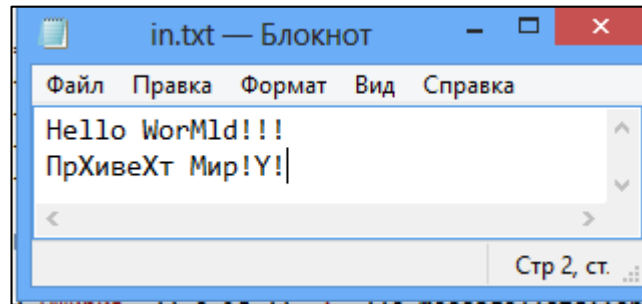 in.txt — Блокнот
Файл Правка Формат Вид Справка
Hello WorMld!!!
ПрХивеХт Мир!Y!
Стр 2, ст.